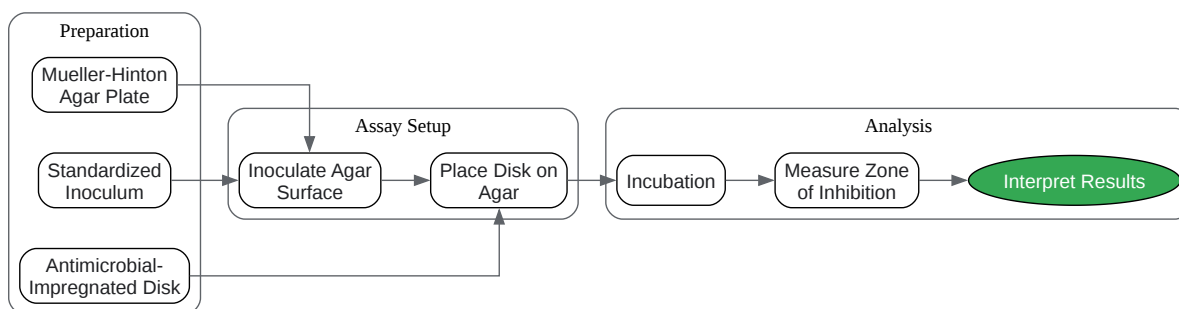 Preparation
Mueller-Hinton
Agar Plate
Standardized
Inoculum
Antimicrobial-
Impregnated Disk
Assay Setup
Inoculate Agar
Surface
Place Disk on
Agar
Analysis
Incubation
Measure Zone
of Inhibition
Interpret Results